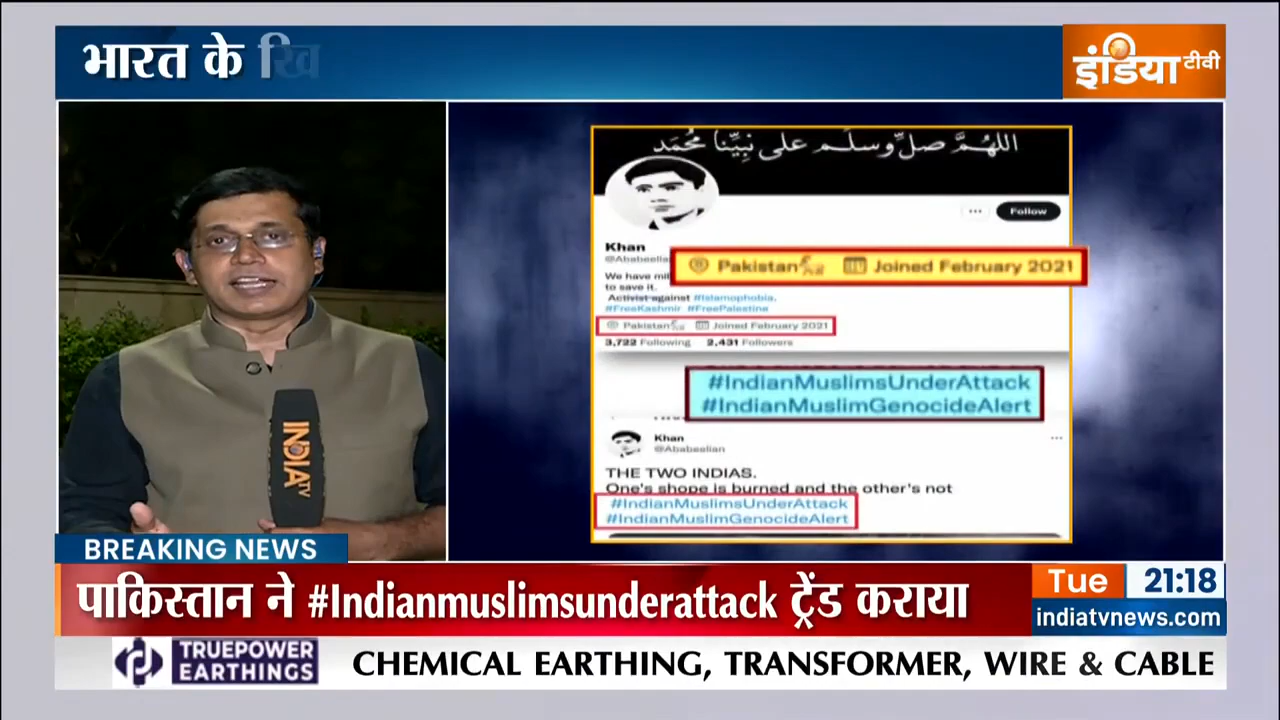 भारत के खि
इंडिया टीवी
اللهم صل وسلم على نبينا محمد
Follow
Khan
@Ababeelia
Pakistan
Joined February 2021
We have mi
to save it.
Activist against #Islamophobia.
#FreeKashmir #FreePalestine
Pakistan Joined February 2021
3,722 Following 2,431 Followers
#IndianMuslimsUnderAttack
#IndianMuslimGenocideAlert
Khan
@Ababeelian
THE TWO INDIAS.
One's shope is burned and the other's not
#IndianMuslimsUnderAttack
#IndianMuslimGenocideAlert
INDIA TV
BREAKING NEWS
पाकिस्तान ने #Indianmuslimsunderattack ट्रेंड कराया
Tue 21:18
indiatvnews.com
TRUEPOWER
EARTHINGS
CHEMICAL EARTHING, TRANSFORMER, WIRE & CABLE